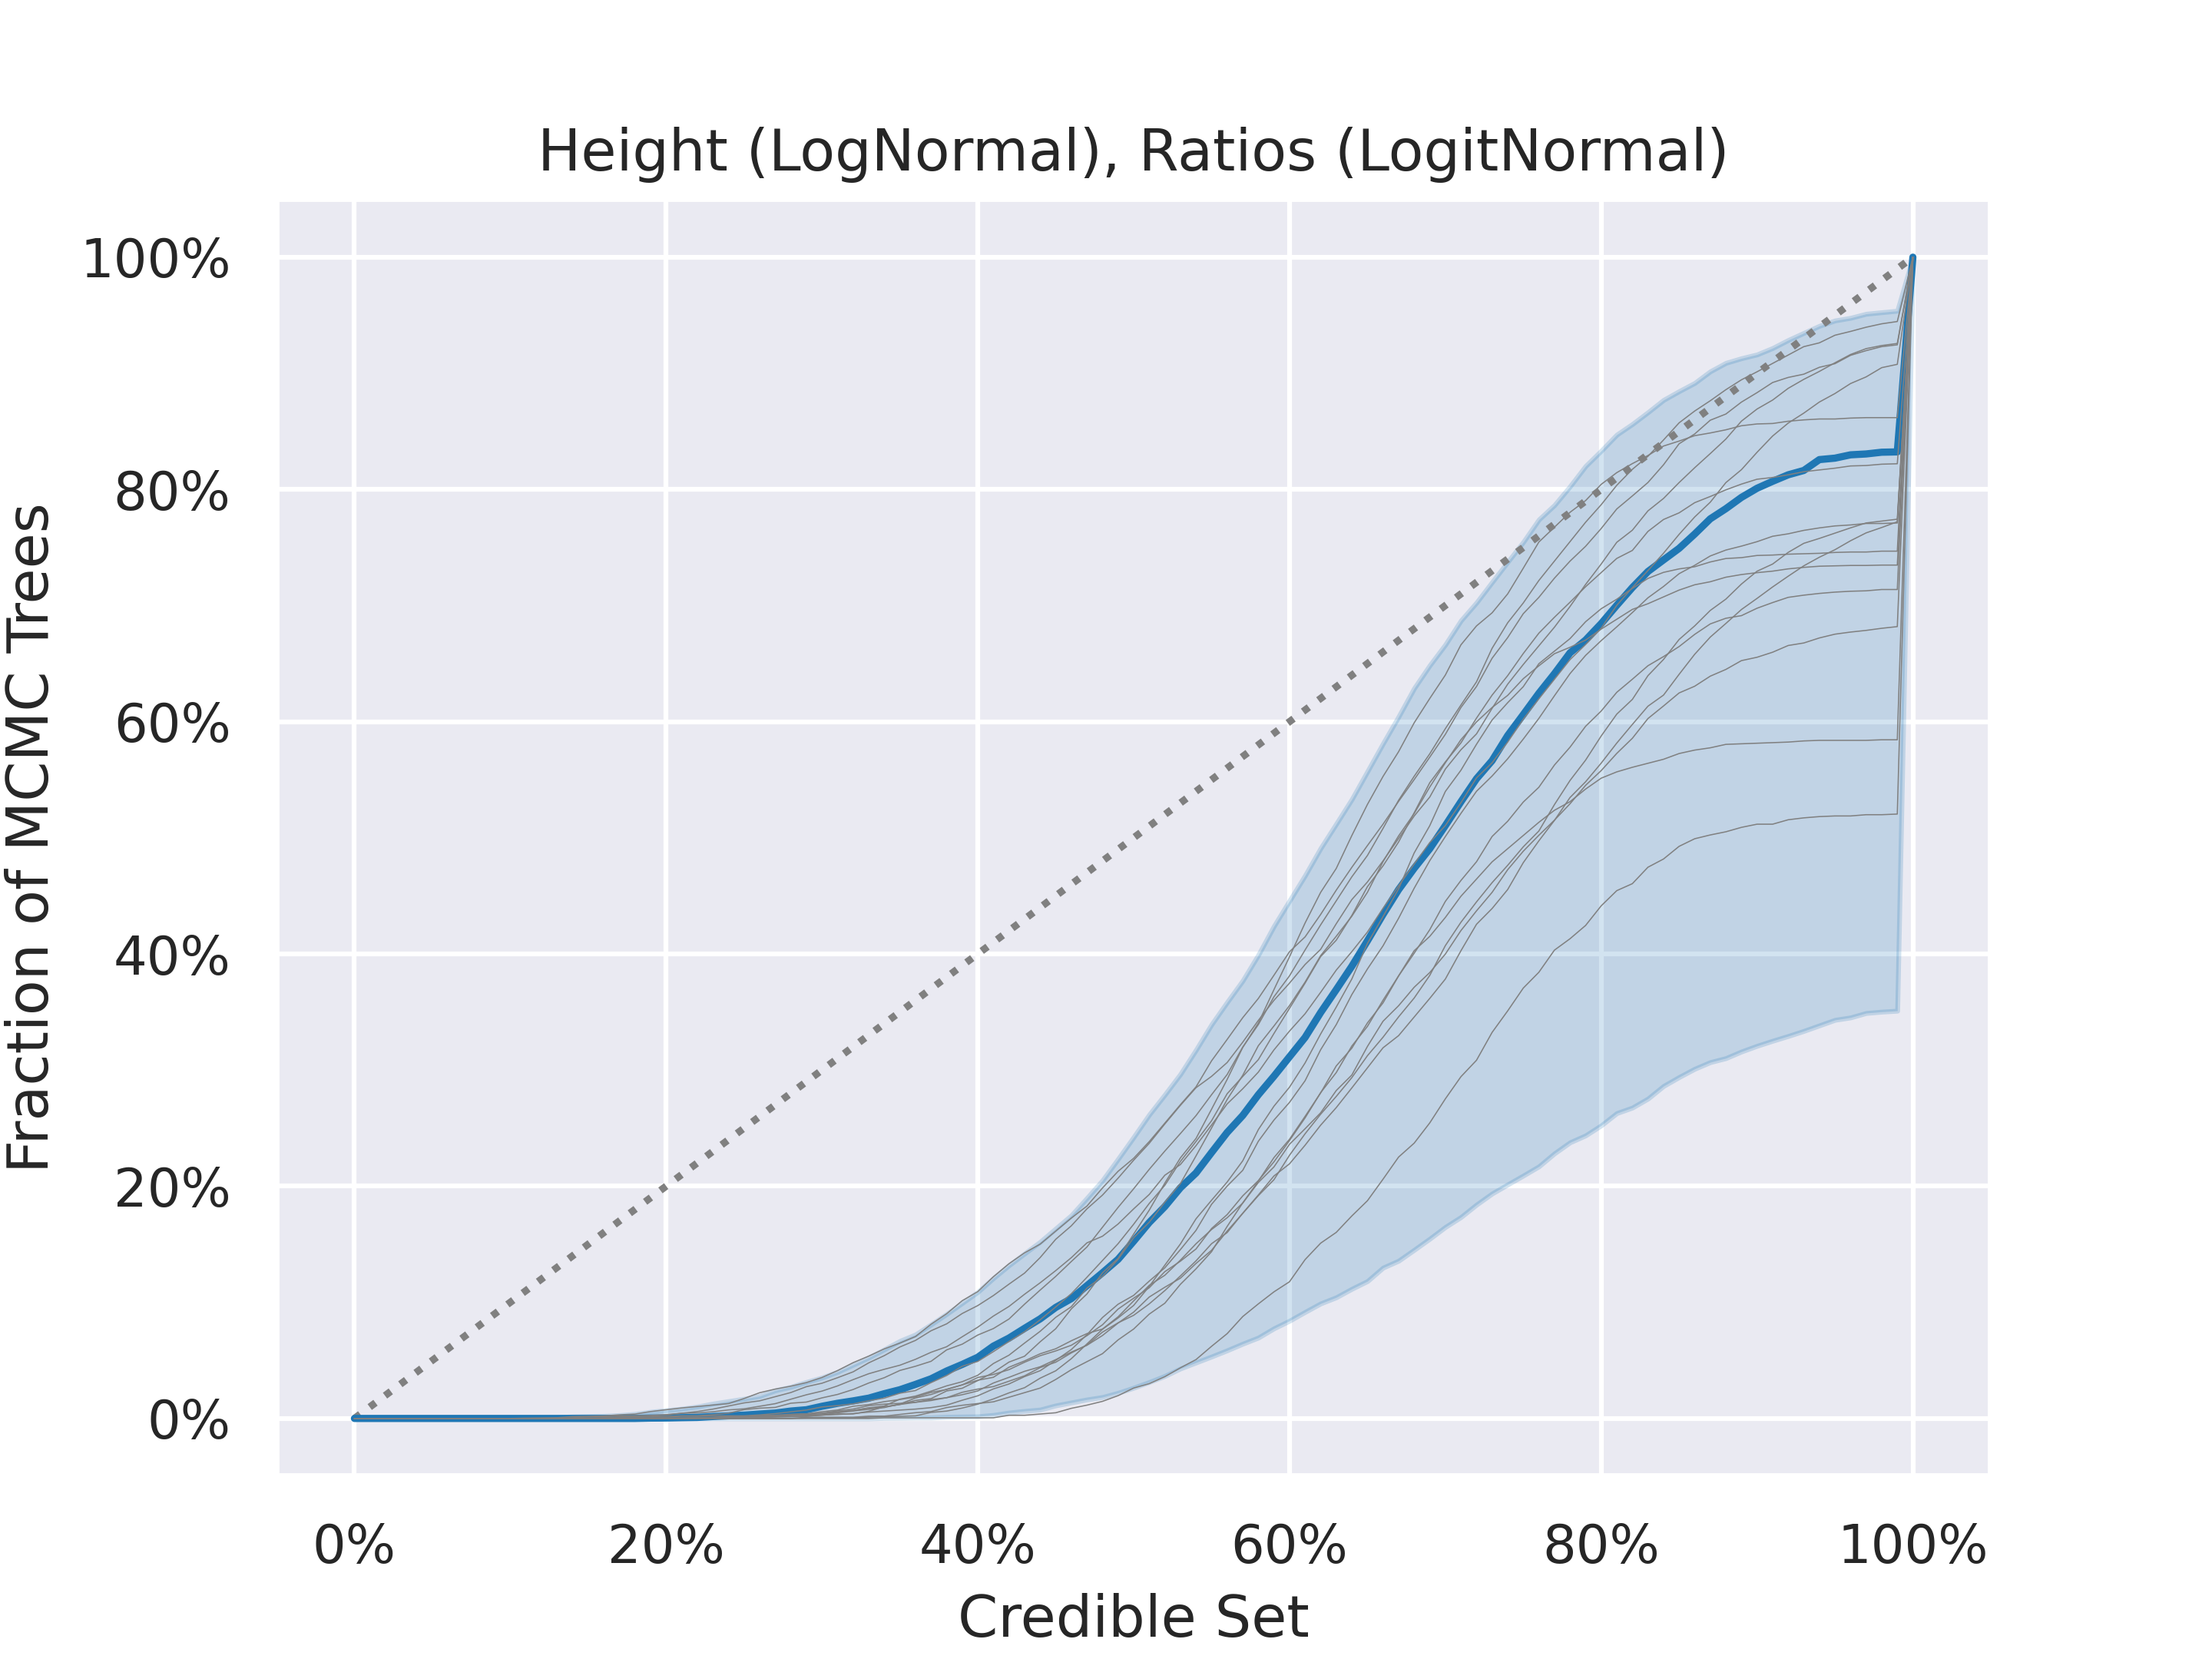 Height (LogNormal), Ratios (LogitNormal)
100%
80%
60%
40%
20%
0%
Fraction of MCMC Trees
0% 20% 40% 60% 80% 100%
Credible Set